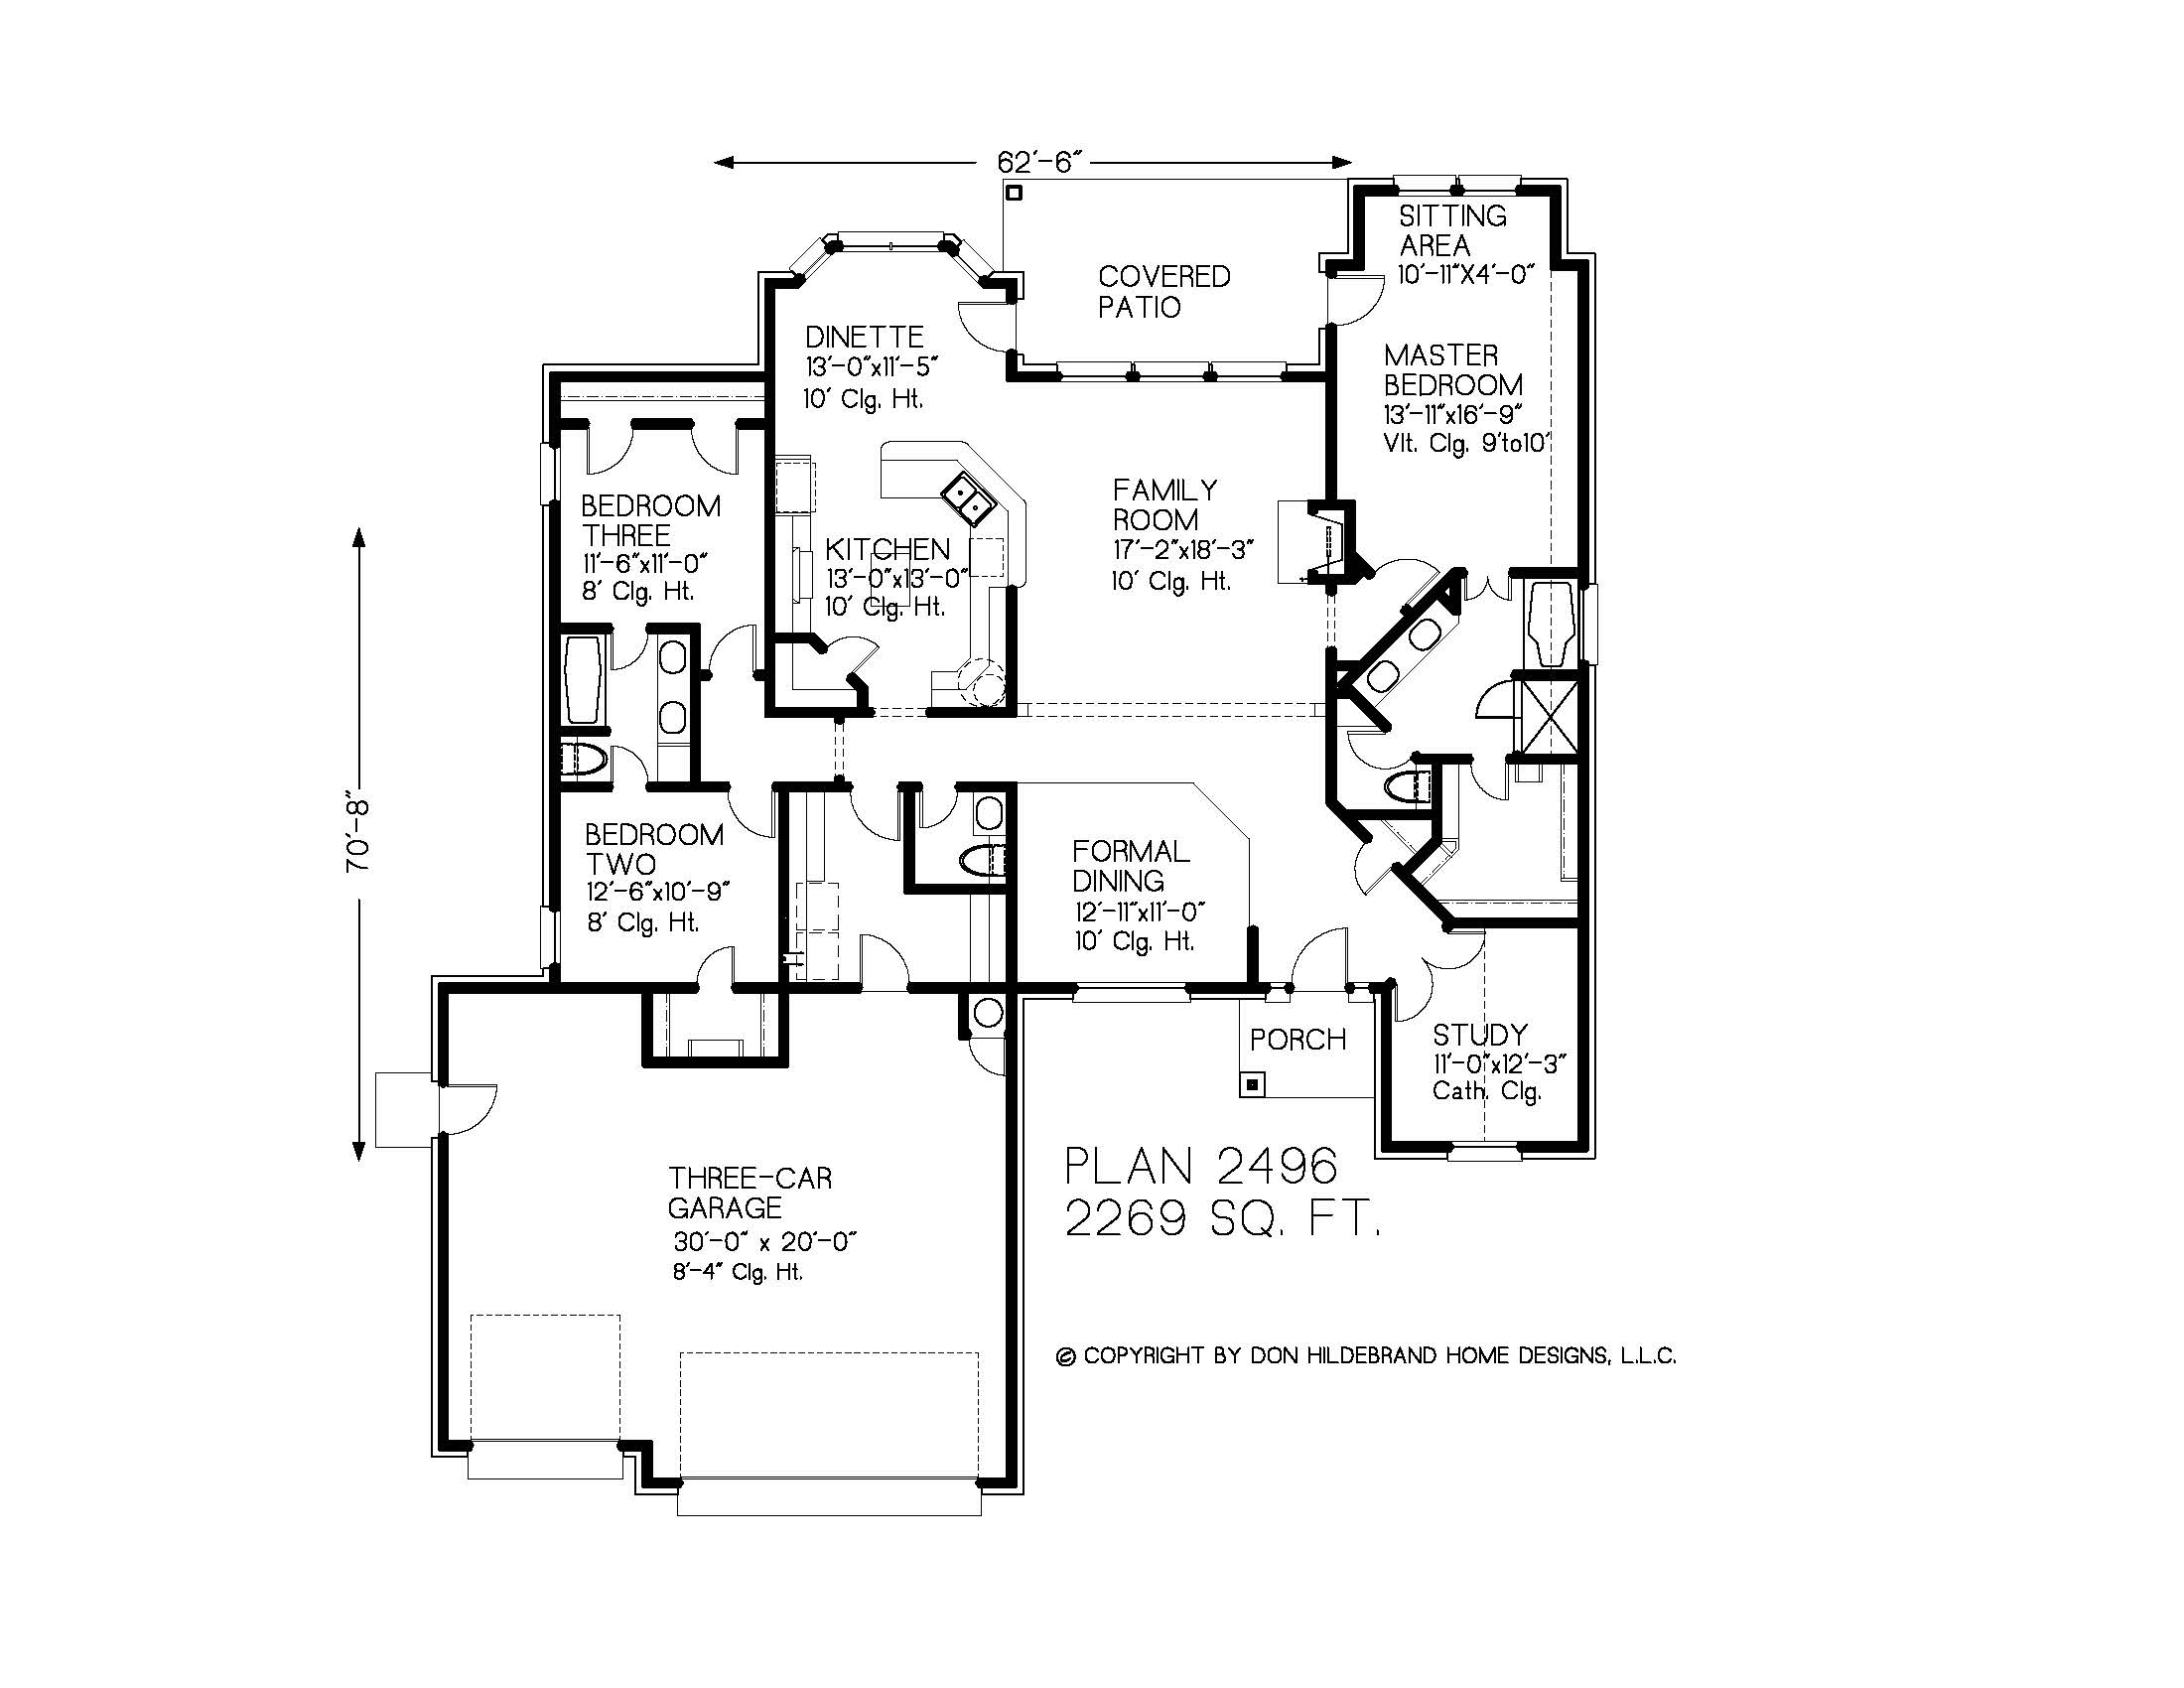 62'-6"
SITTING
AREA
10'-11"X4'-0"
COVERED
PATIO
DINETTE
13'-0"x11'-5"
10' Clg. Ht.
MASTER
BEDROOM
13'-11"x16'-9"
Vlt. Clg. 9'to10'
BEDROOM
THREE
11'-6"x11'-0"
8' Clg. Ht.
KITCHEN
13'-0"x13'-0"
10' Clg. Ht.
FAMILY
ROOM
17'-2"x18'-3"
10' Clg. Ht.
70'-8"
BEDROOM
TWO
12'-6"x10'-9"
8' Clg. Ht.
FORMAL
DINING
12'-11"x11'-0"
10' Clg. Ht.
PORCH
STUDY
11'-0"x12'-3"
Cath. Clg.
THREE-CAR
GARAGE
30'-0" x 20'-0"
8'-4" Clg. Ht.
PLAN 2496
2269 SQ. FT.
© COPYRIGHT BY DON HILDEBRAND HOME DESIGNS, L.L.C.